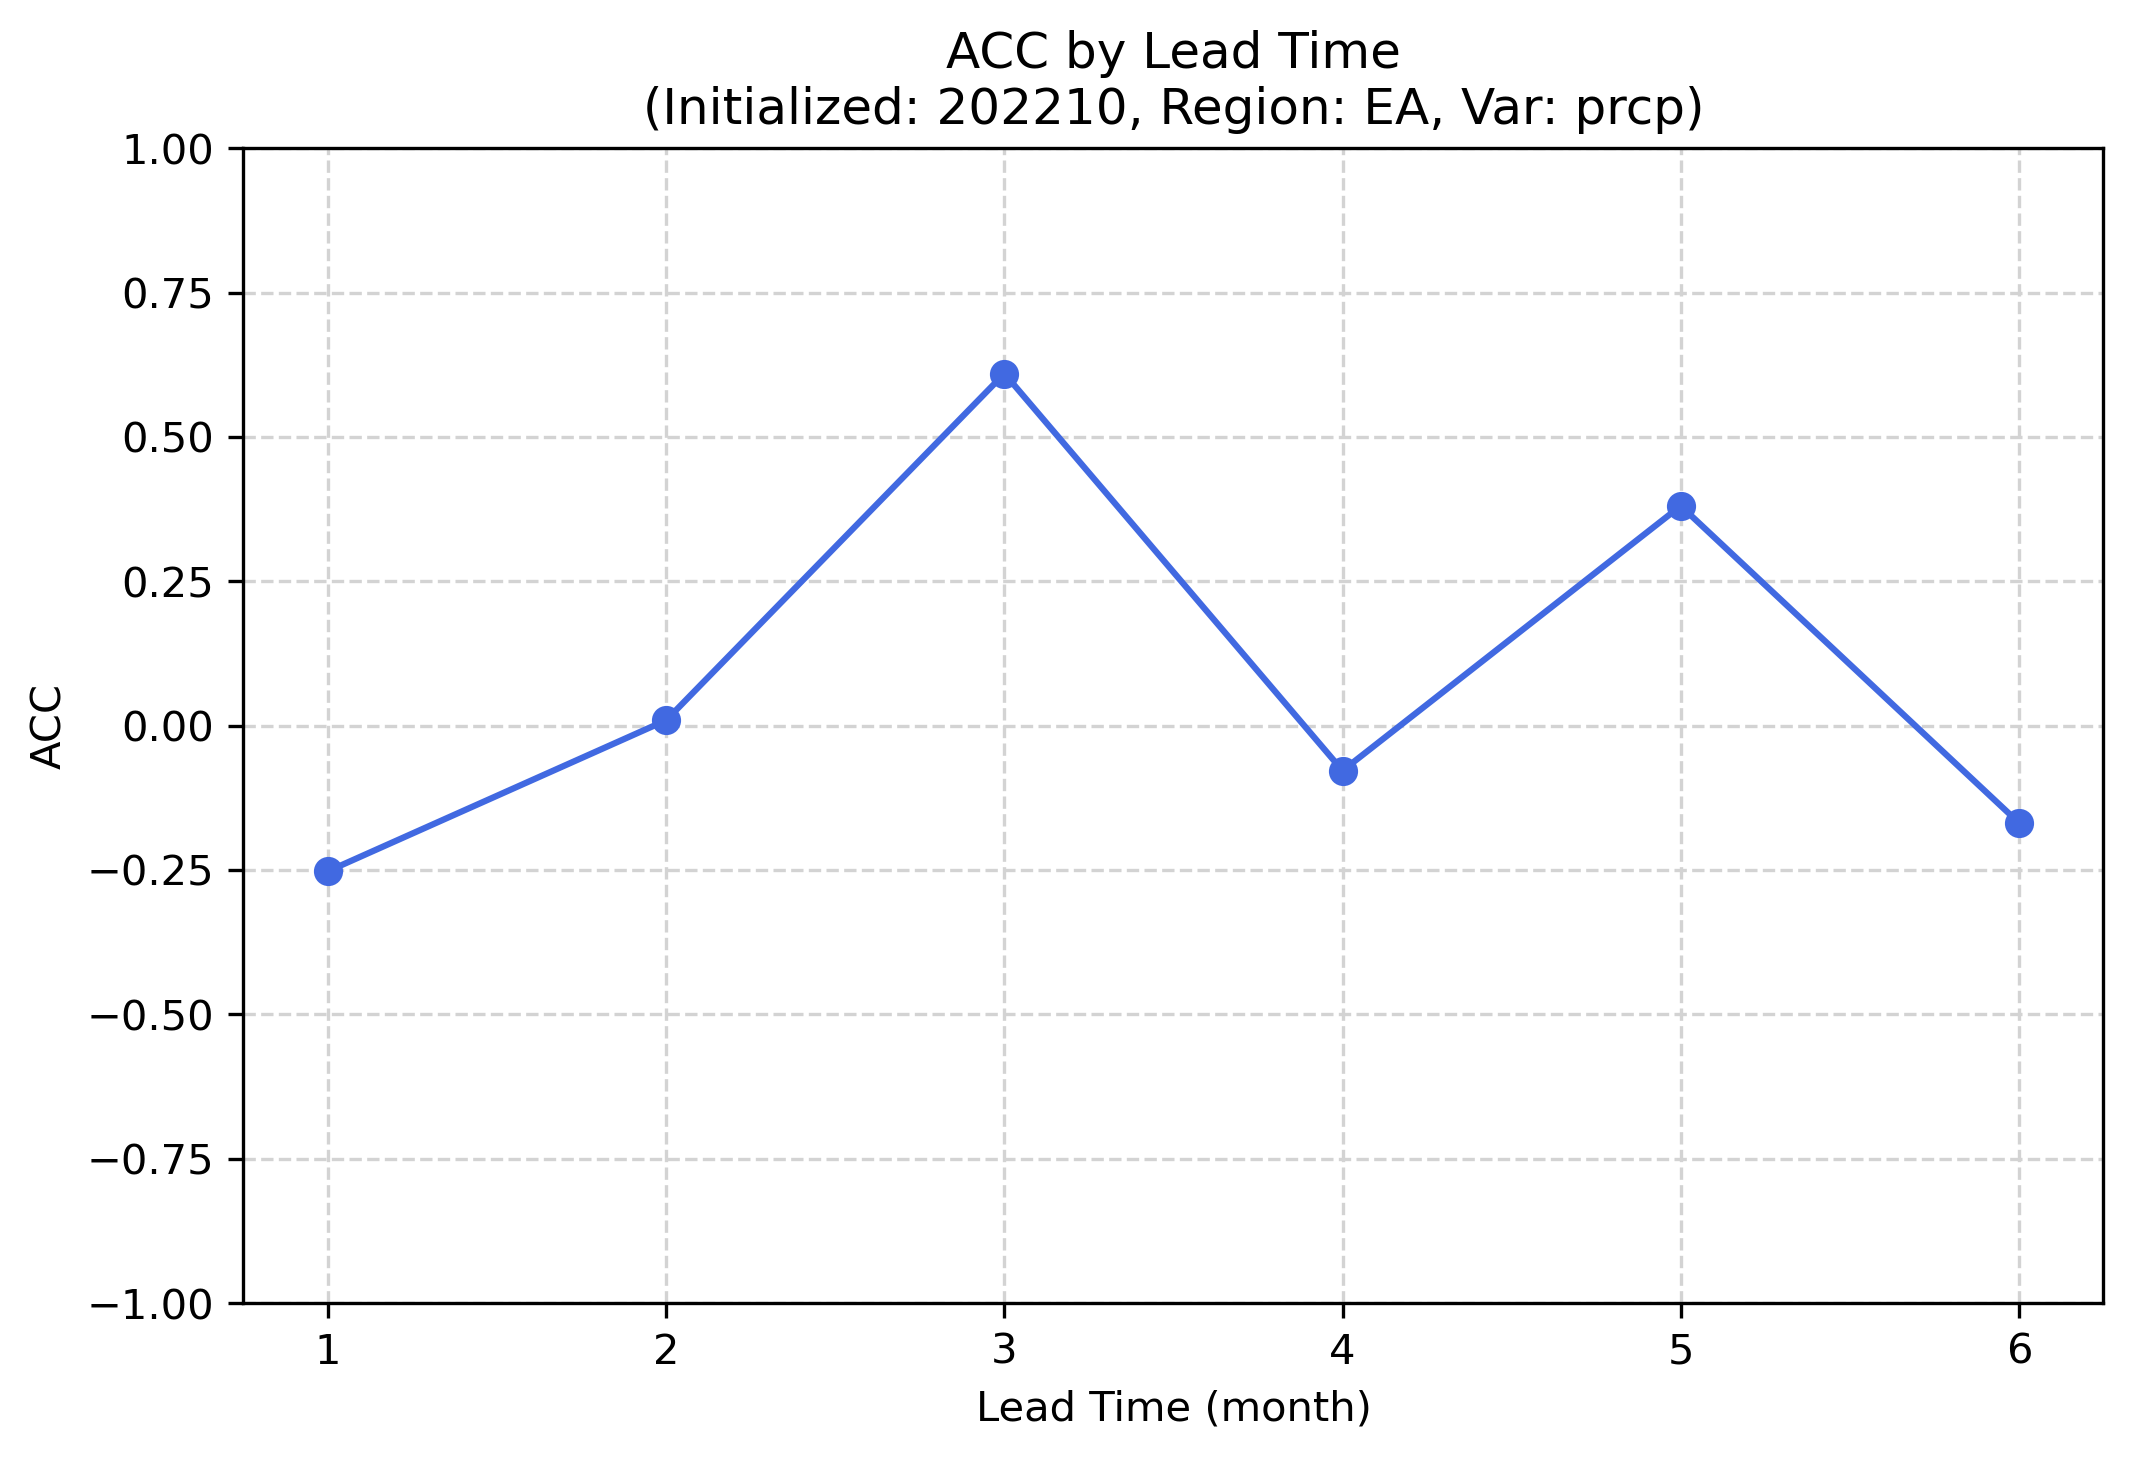 ACC by Lead Time
(Initialized: 202210, Region: EA, Var: prcp)
1.00
0.75
0.50
0.25
0.00
−0.25
−0.50
−0.75
−1.00
ACC
1 2 3 4 5 6
Lead Time (month)